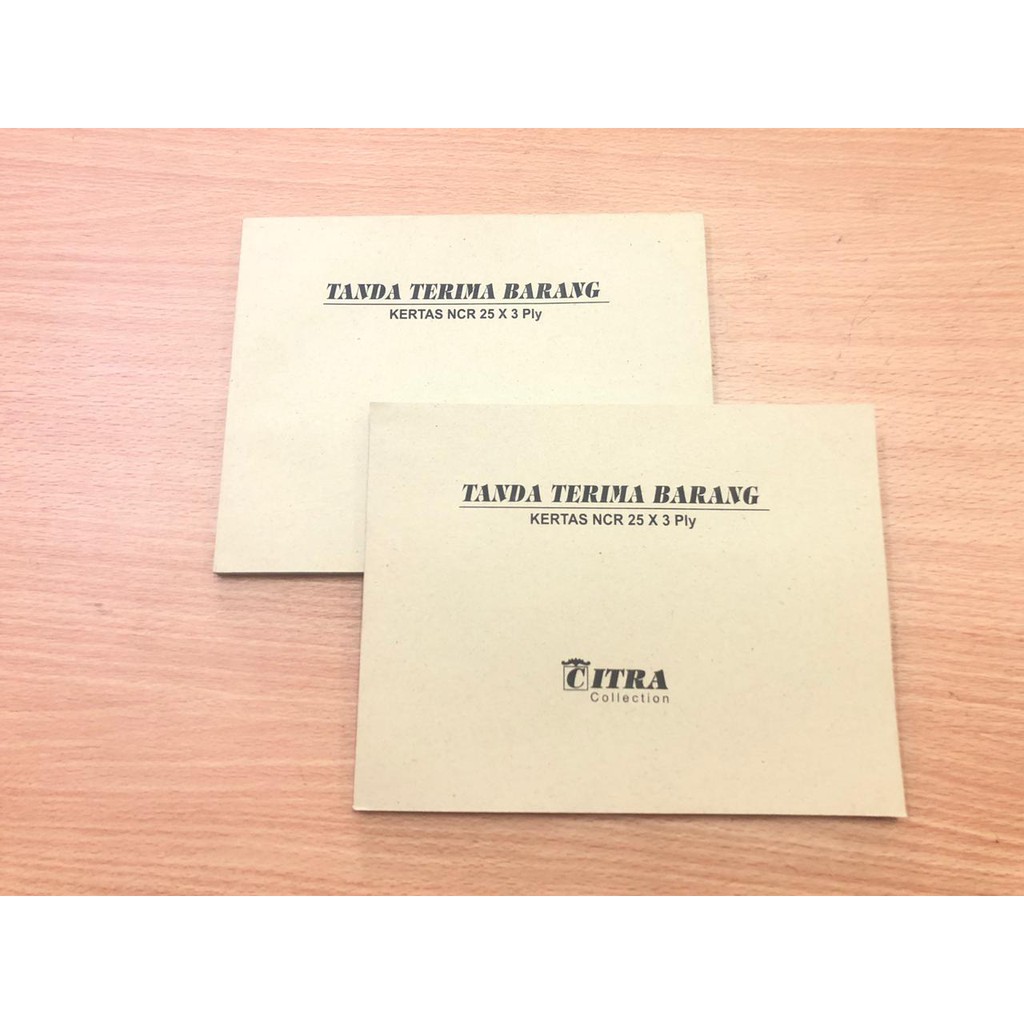 TANDA TERIMA BARANG
KERTAS NCR 25 X 3 Ply
TANDA TERIMA BARANG
KERTAS NCR 25 X 3 Ply
CITRA
Collection